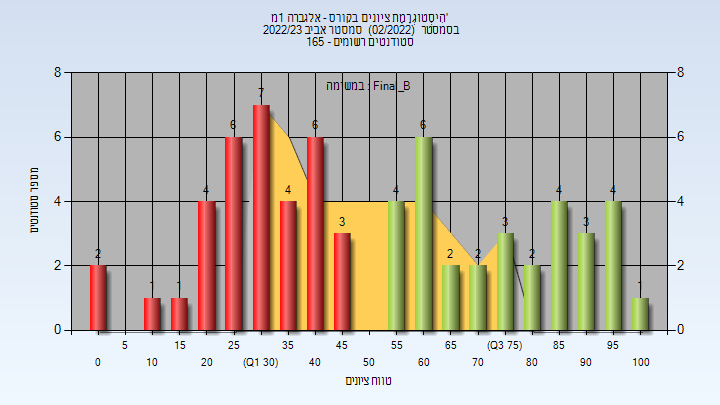 היסטוגרמת ציונים בקורס - אלגברה 1מ'
בסמסטר (02/2022) סמסטר אביב 2022/23
סטודנטים רשומים - 165
במשימה : Final_B
מספר סטודנטים
8 8
6 6
4 4
2 2
0 0
2 1 1 4 6 7 4 6 3 4 6 2 2 3 2 4 3 4 1
5 15 25 35 45 55 65 (Q3 75) 85 95
0 10 20 (Q1 30) 40 50 60 70 80 90 100
טווח ציונים